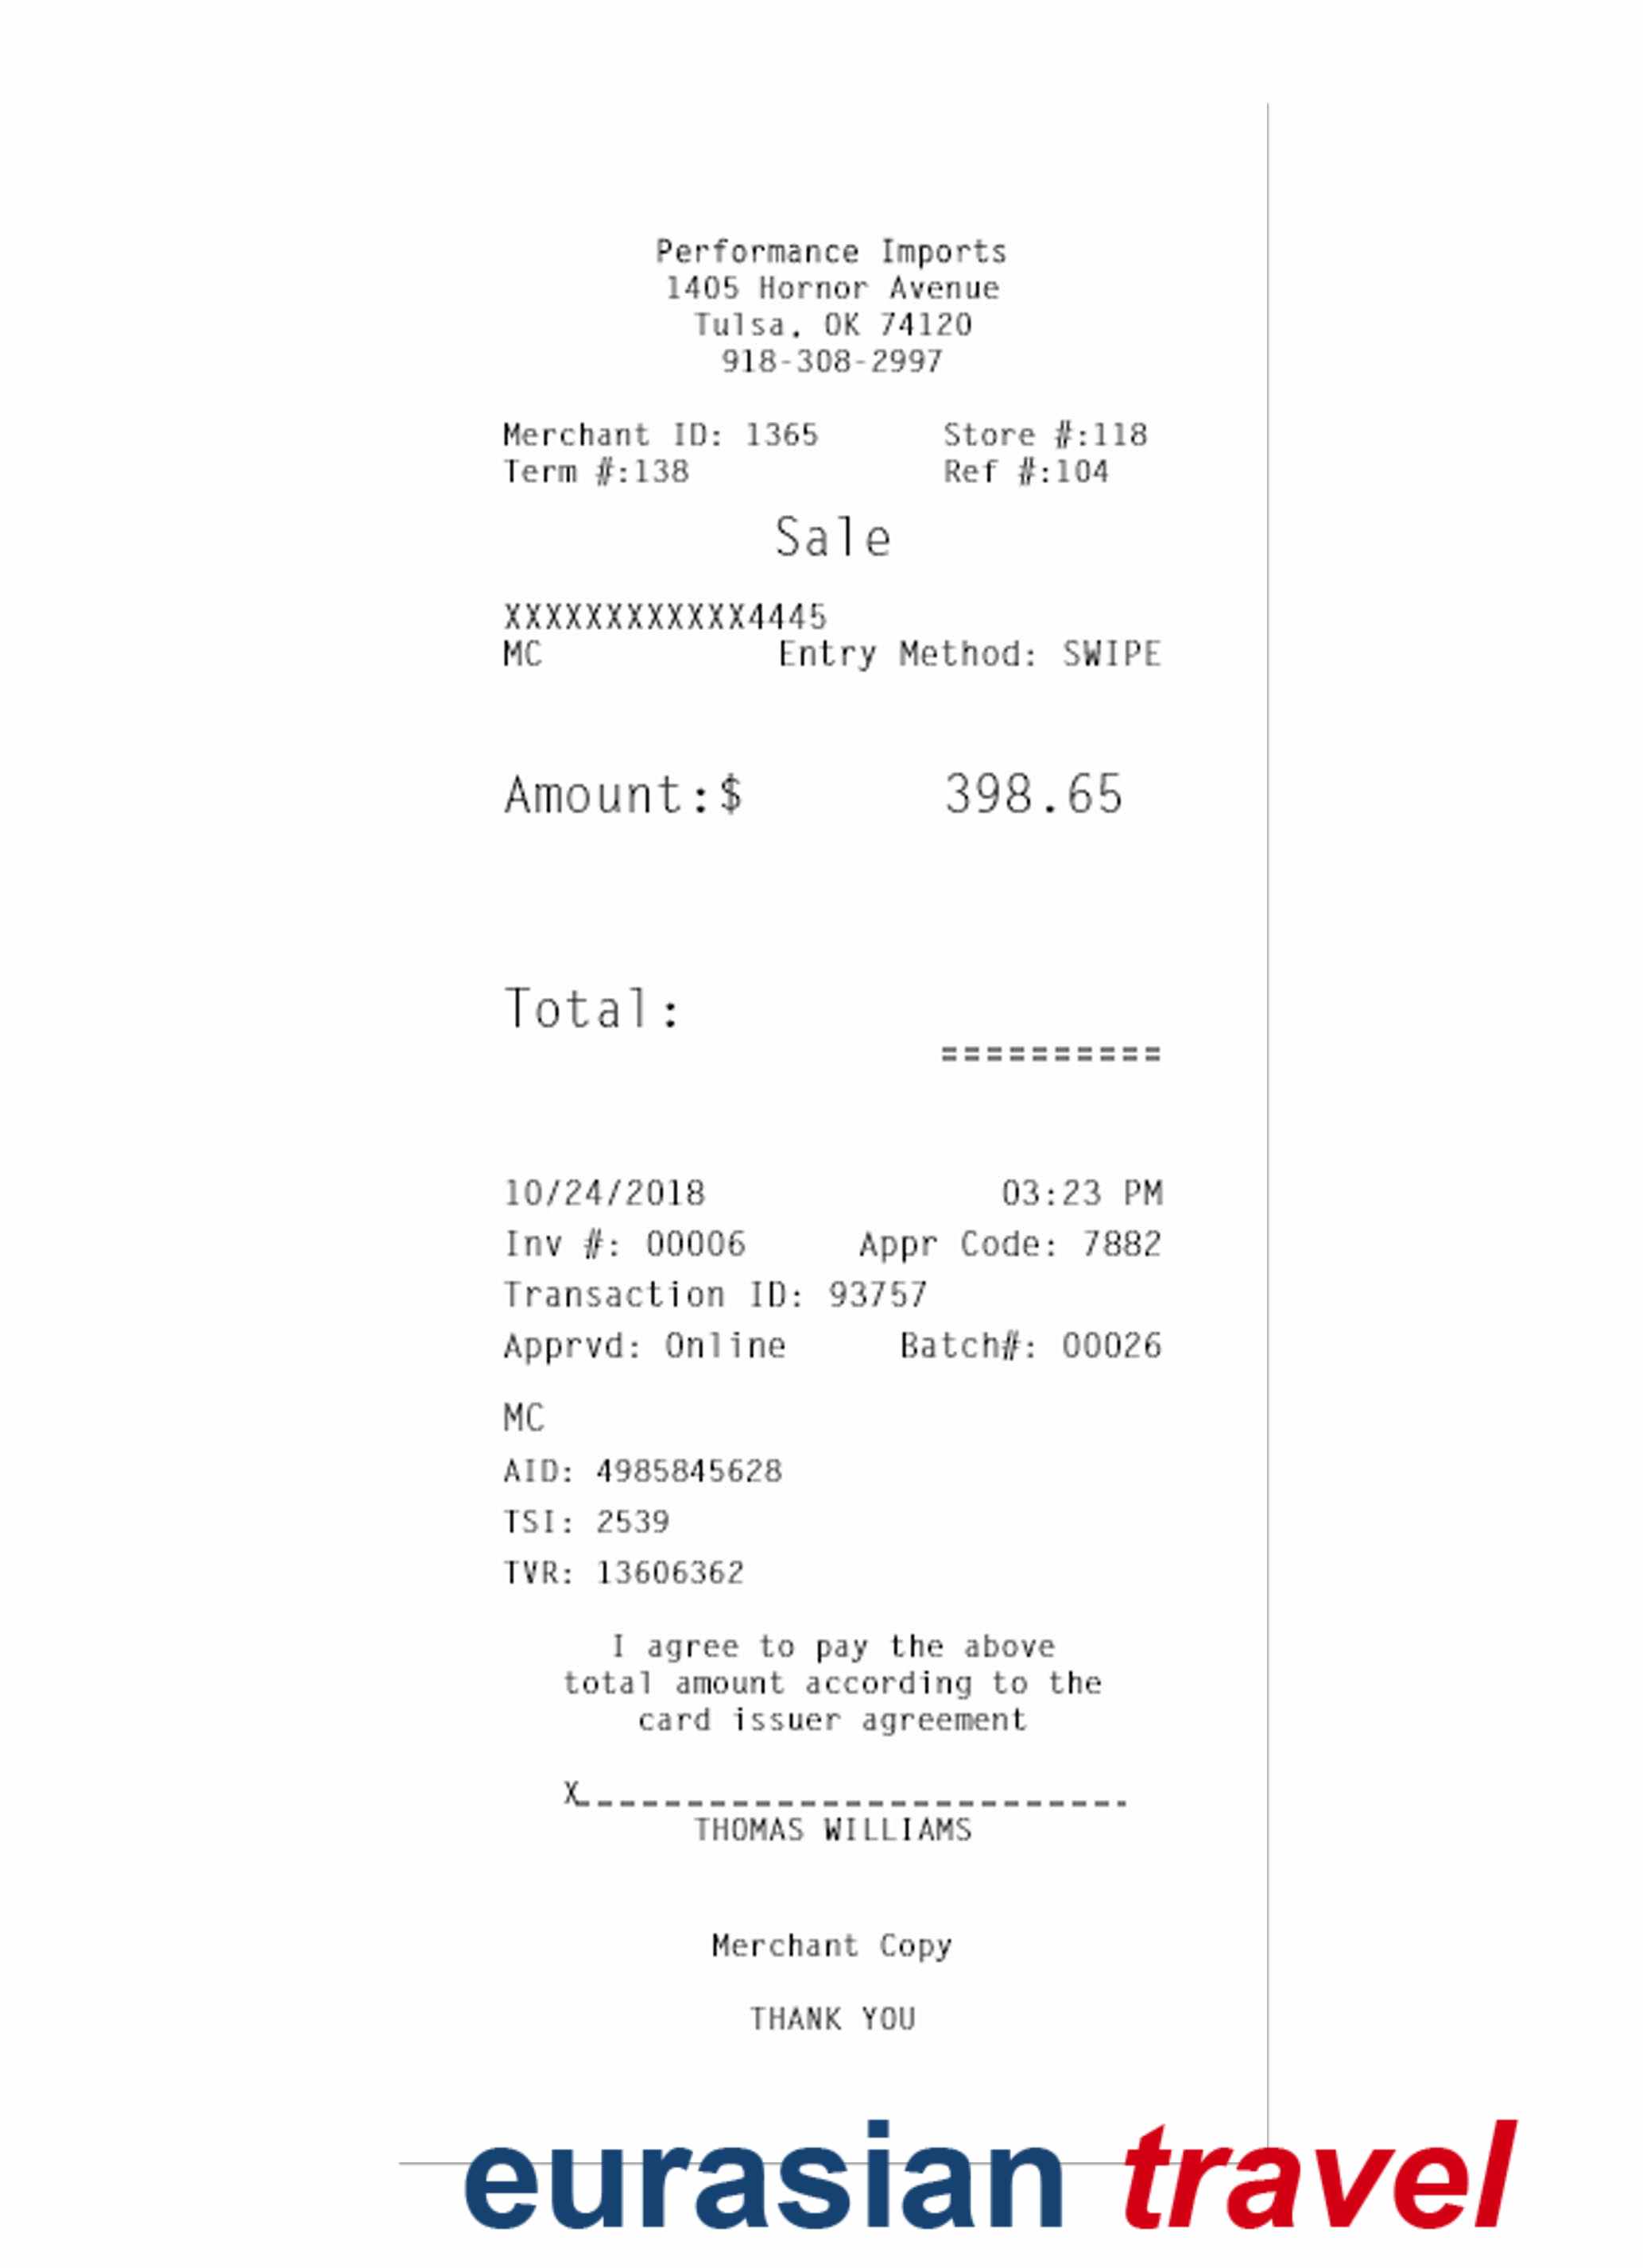 Performance Imports
1405 Hornor Avenue
Tulsa, OK 74120
918-308-2997
Merchant ID: 1365 Store #:118
Term #:138 Ref #:104
Sale
XXXXXXXXXXXX4445
MC Entry Method: SWIPE
Amount:$ 398.65
Total:
==========
10/24/2018 03:23 PM
Inv #: 00006 Appr Code: 7882
Transaction ID: 93757
Apprvd: Online Batch#: 00026
MC
AID: 4985845628
TSI: 2539
TVR: 13606362
I agree to pay the above
total amount according to the
card issuer agreement
X_________________________
THOMAS WILLIAMS
Merchant Copy
THANK YOU
eurasian travel